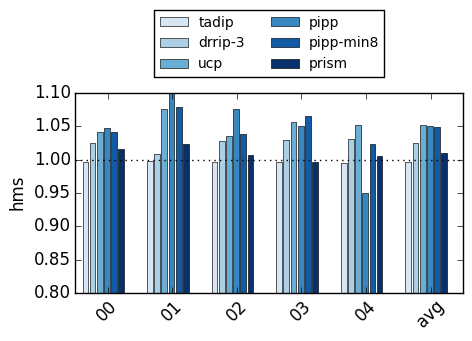 tadip pipp
drrip-3 pipp-min8
ucp prism
1.10
1.05
1.00
0.95
0.90
0.85
0.80
hms
00 01 02 03 04 avg